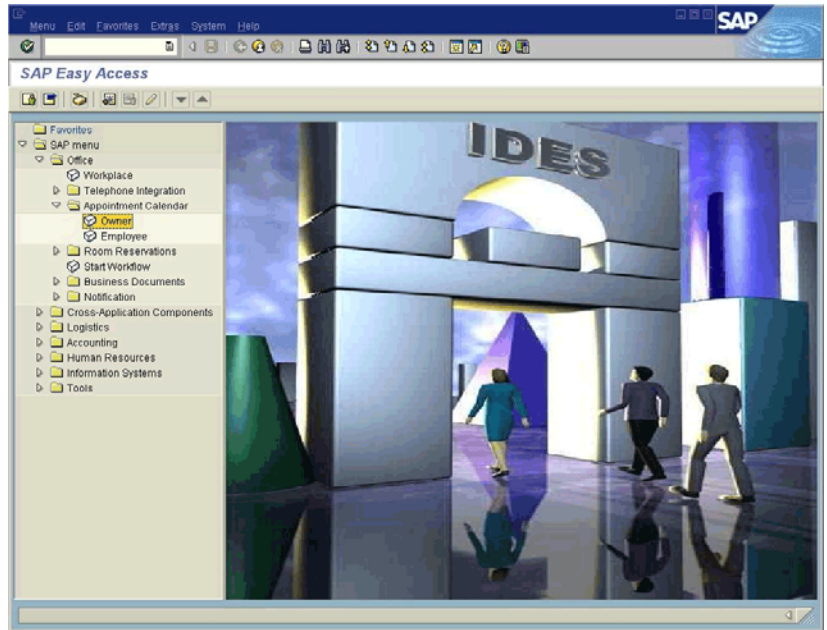 Menu Edit Favorites Extras System Help
SAP
SAP Easy Access
Favorites
SAP menu
Office
Workplace
Telephone Integration
Appointment Calendar
Owner
Employee
Room Reservations
Start Workflow
Business Documents
Notification
Cross-Application Components
Logistics
Accounting
Human Resources
Information Systems
Tools
IDES